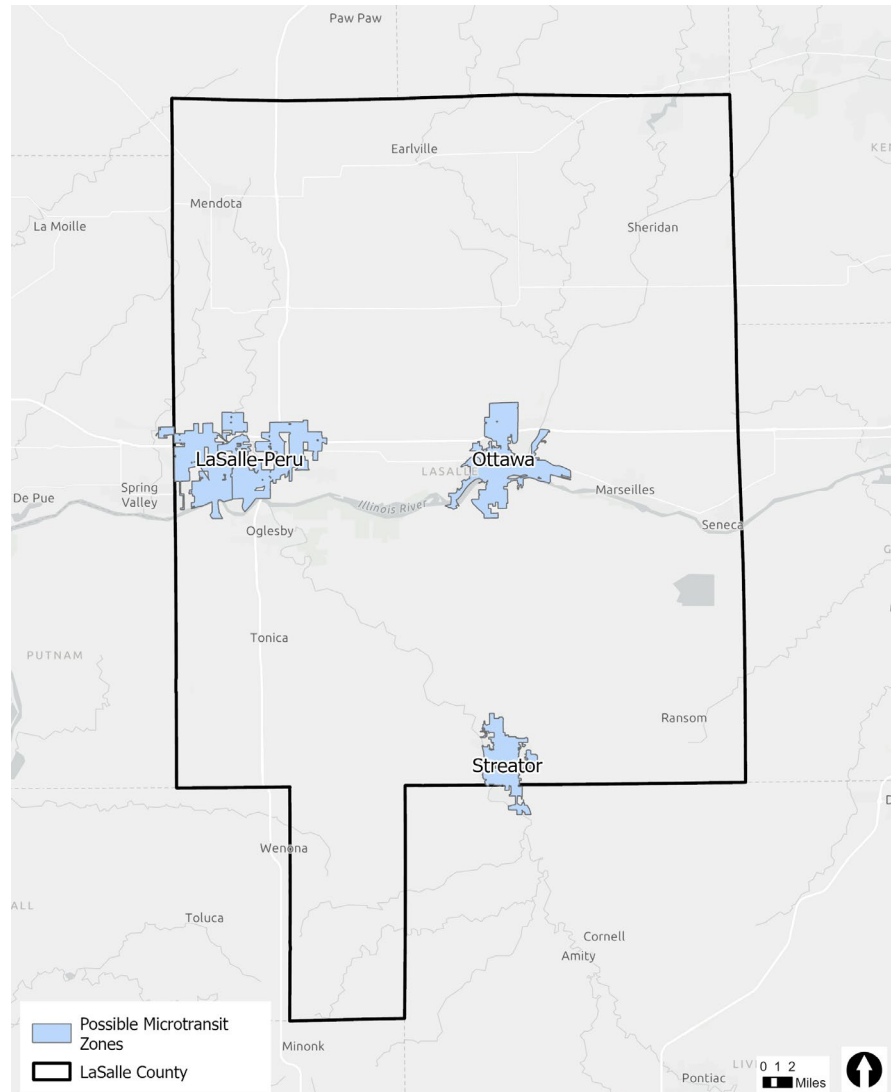 Paw Paw
Earlville
KEN
Mendota
La Moille
Sheridan
LaSalle-Peru
Ottawa
LASALLE
De Pue
Spring
Valley
Illinois River
Marseilles
Seneca
Oglesby
Tonica
PUTNAM
Ransom
Streator
Wenona
ALL
Toluca
Cornell
Amity
Minonk
Pontiac
LIVI
Possible Microtransit
Zones
LaSalle County
0 1 2
Miles